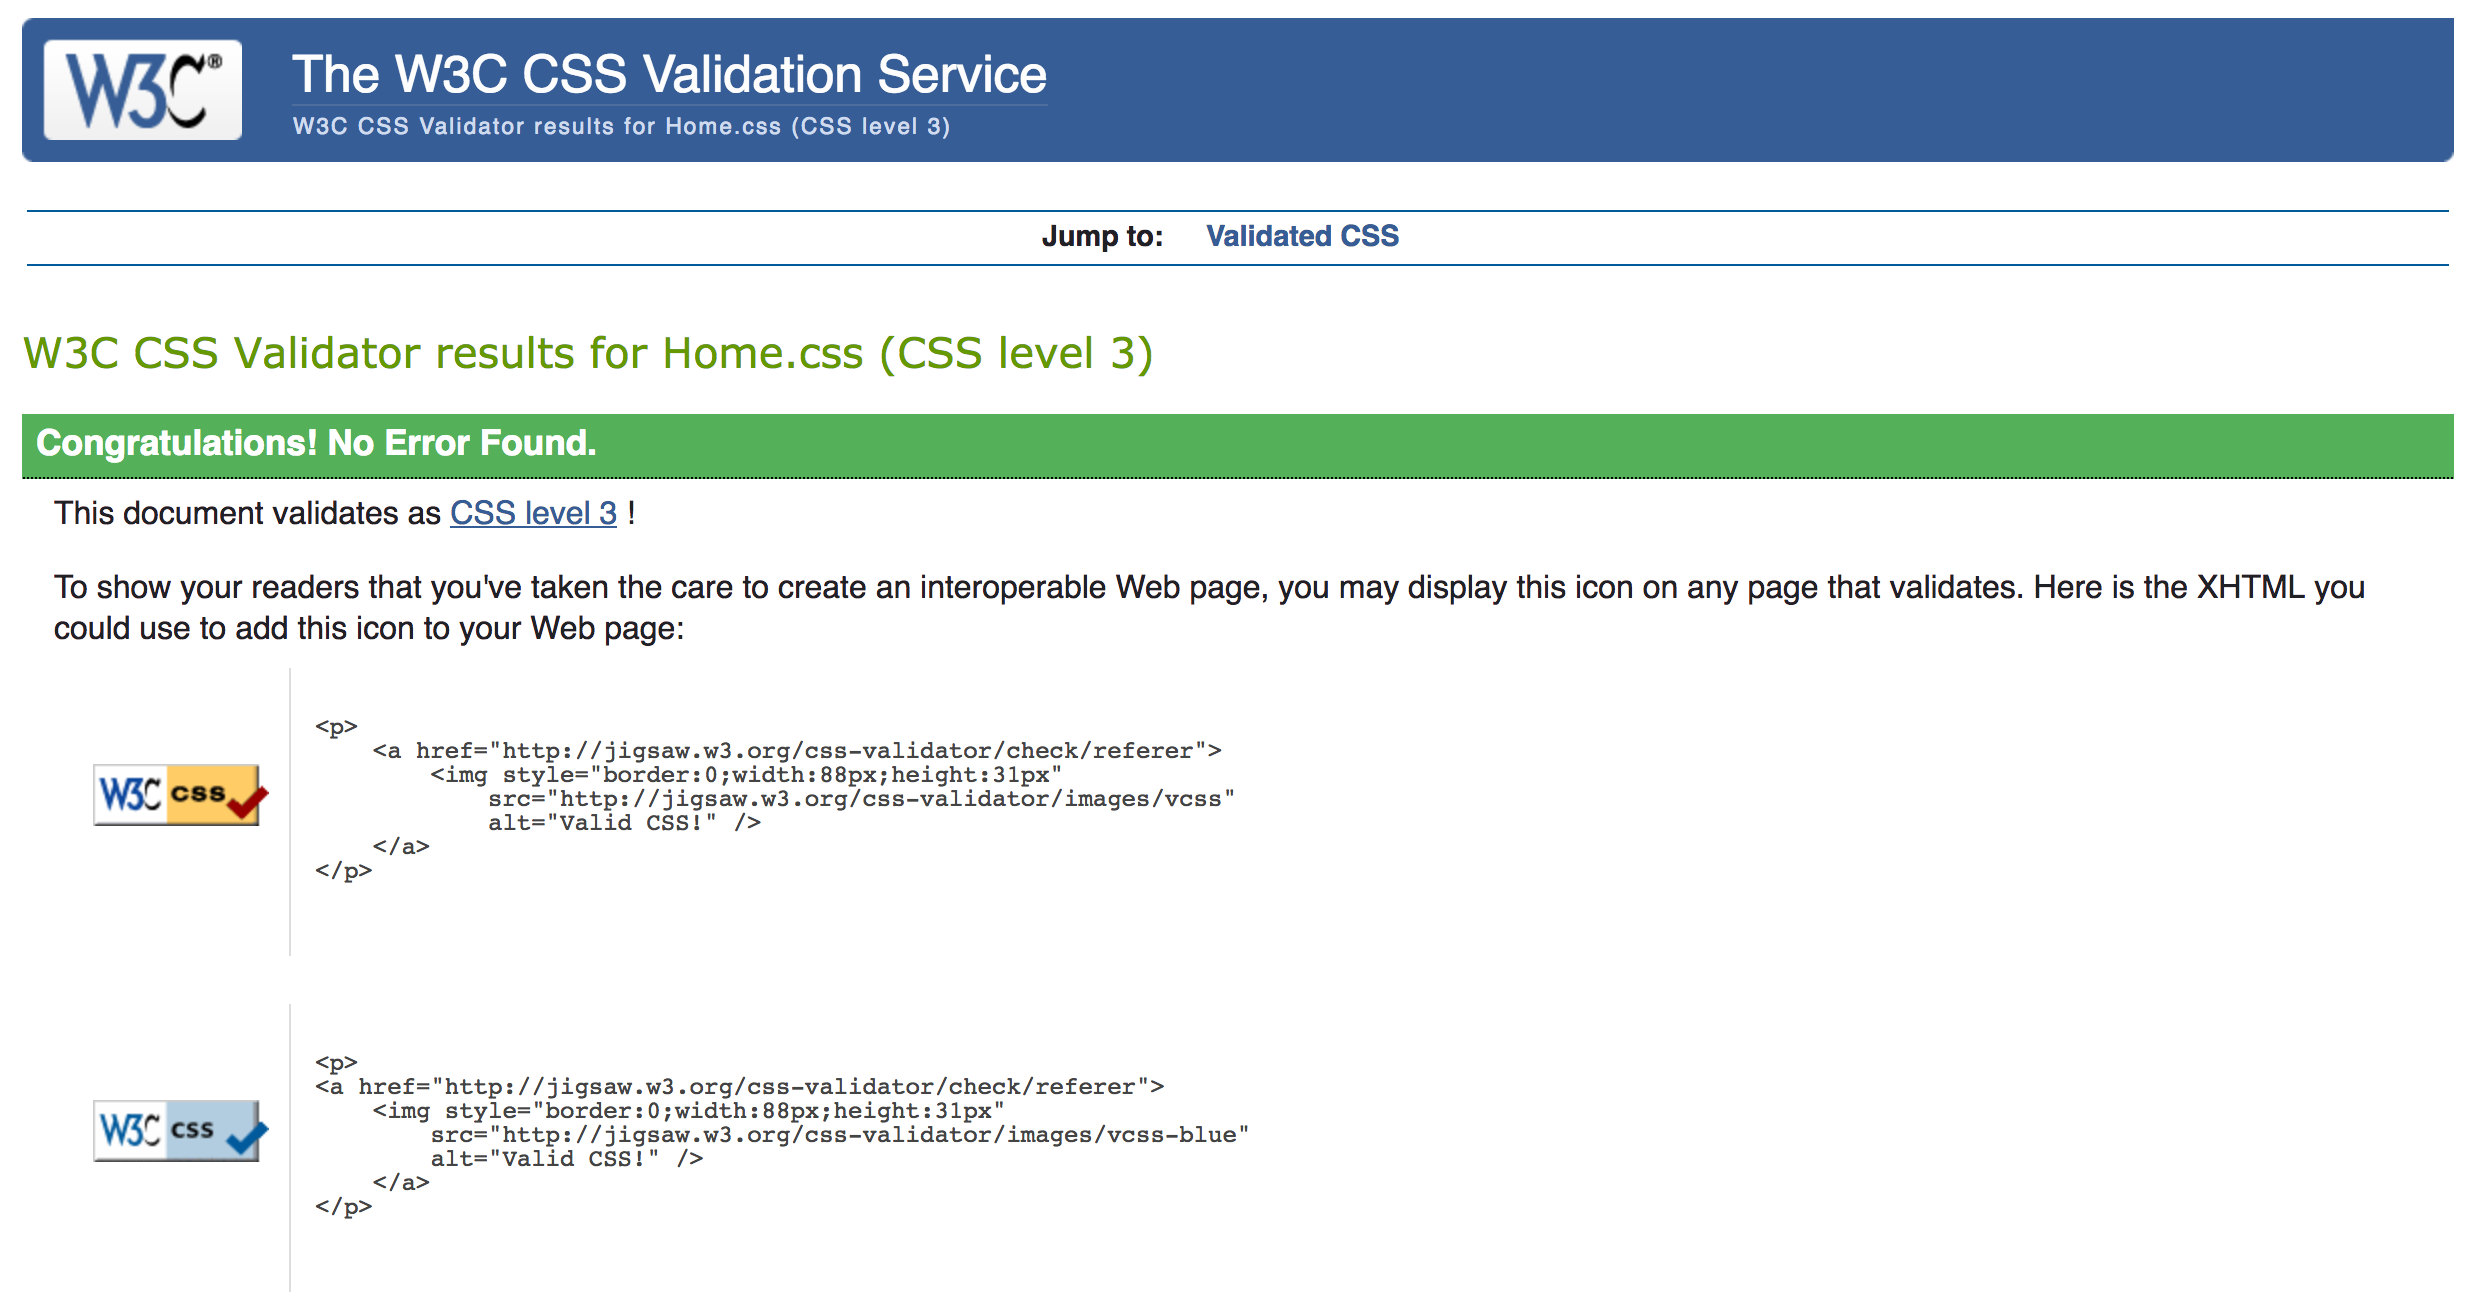 W3C®
The W3C CSS Validation Service
W3C CSS Validator results for Home.css (CSS level 3)
Jump to: Validated CSS
W3C CSS Validator results for Home.css (CSS level 3)
Congratulations! No Error Found.
This document validates as CSS level 3 !
To show your readers that you've taken the care to create an interoperable Web page, you may display this icon on any page that validates. Here is the XHTML you
could use to add this icon to your Web page:
W3C css
<p>
    <a href="http://jigsaw.w3.org/css-validator/check/referer">
        <img style="border:0;width:88px;height:31px"
            src="http://jigsaw.w3.org/css-validator/images/vcss"
            alt="Valid CSS!" />
    </a>
</p>
W3C css
<p>
<a href="http://jigsaw.w3.org/css-validator/check/referer">
    <img style="border:0;width:88px;height:31px"
        src="http://jigsaw.w3.org/css-validator/images/vcss-blue"
        alt="Valid CSS!" />
    </a>
</p>